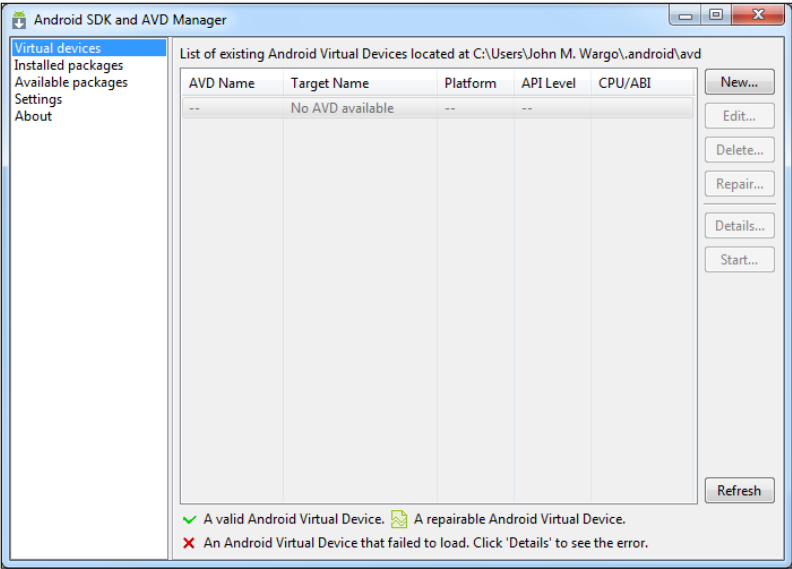 Android SDK and AVD Manager
Virtual devices
Installed packages
Available packages
Settings
About
List of existing Android Virtual Devices located at C:\Users\John M. Wargo\.android\avd
AVD Name Target Name Platform API Level CPU/ABI
-- No AVD available -- --
New...
Edit...
Delete...
Repair...
Details...
Start...
Refresh
A valid Android Virtual Device. A repairable Android Virtual Device.
An Android Virtual Device that failed to load. Click 'Details' to see the error.